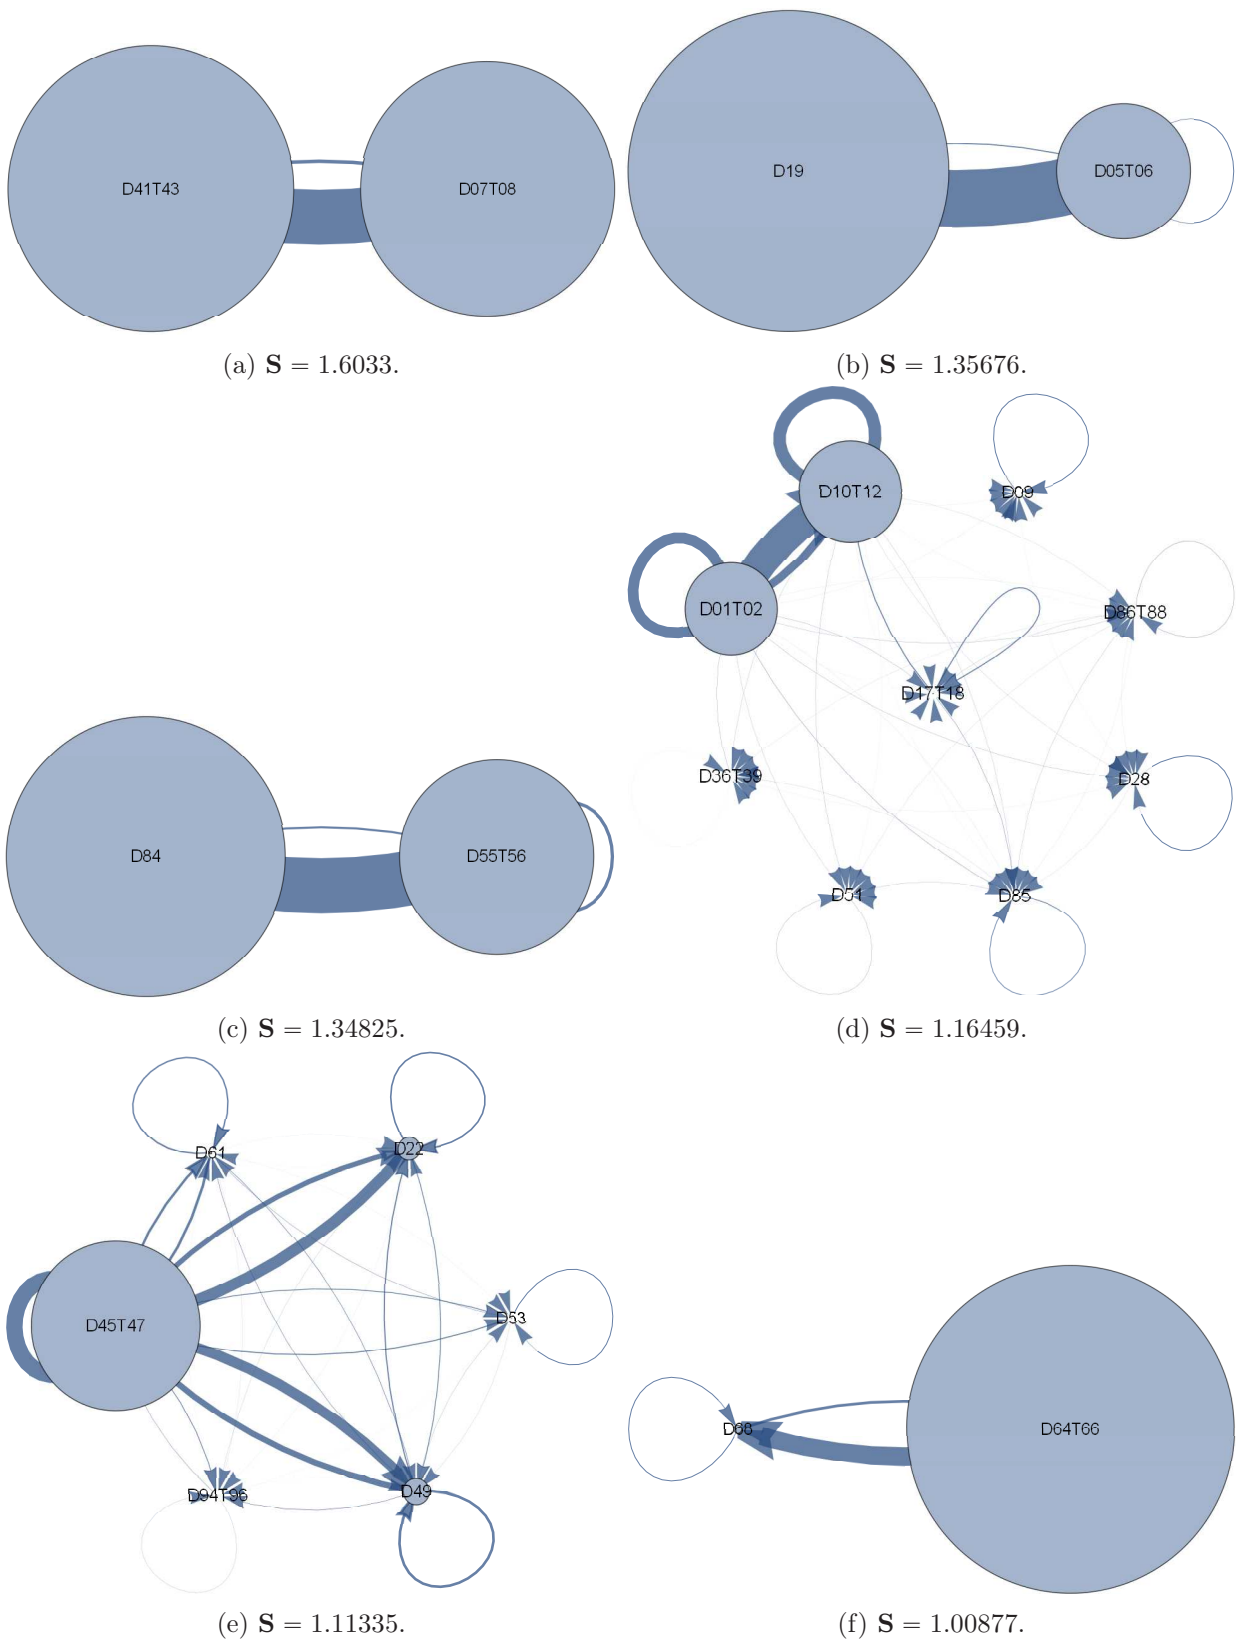 D41T43
D07T08
D19
D05T06
(a) S = 1.6033.
(b) S = 1.35676.
D10T12
D09
D01T02
D86T88
D17T18
D36T39
D28
D51
D85
D84
D55T56
(c) S = 1.34825.
(d) S = 1.16459.
D61
D22
D53
D45T47
D94T96
D49
D68
D64T66
(e) S = 1.11335.
(f) S = 1.00877.